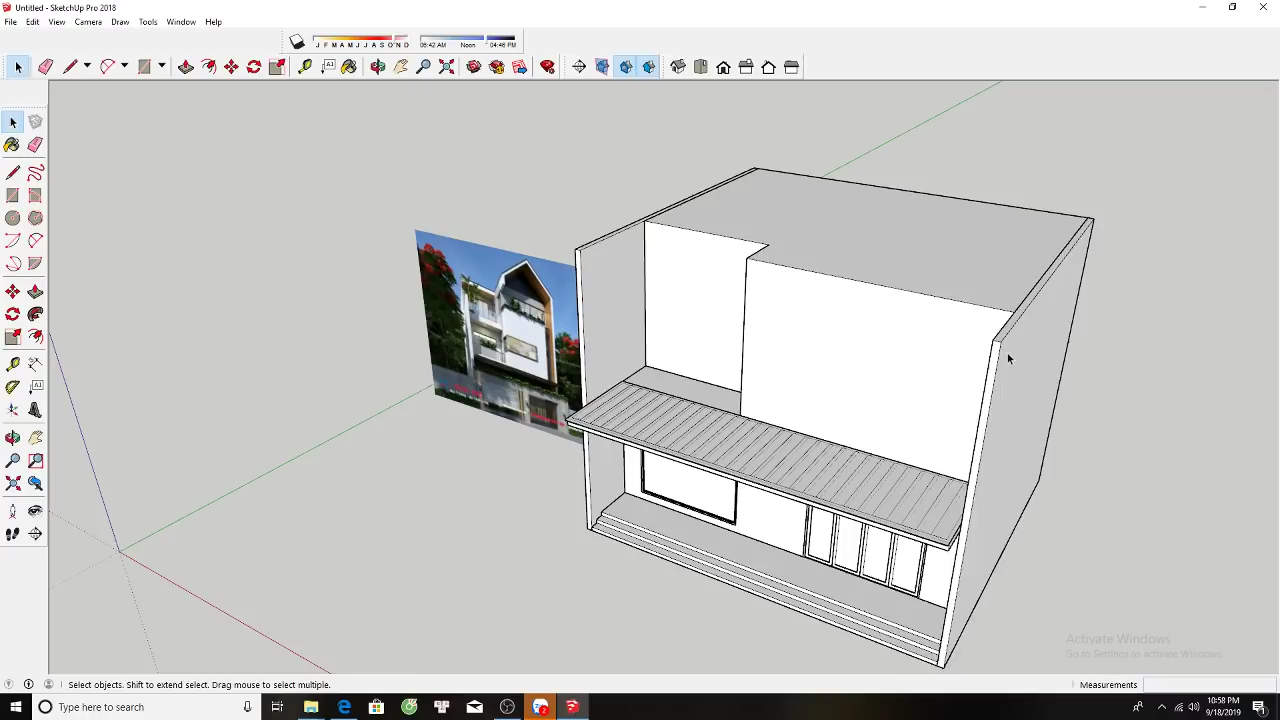 Untitled - SketchUp Pro 2018
File Edit View Camera Draw Tools Window Help
J F M A M J J A S O N D 06:42 AM Noon 04:46 PM
Activate Windows
Go to Settings to activate Windows.
Select objects. Shift to extend select. Drag mouse to select multiple.
Measurements
Type here to search
10:58 PM
9/18/2019